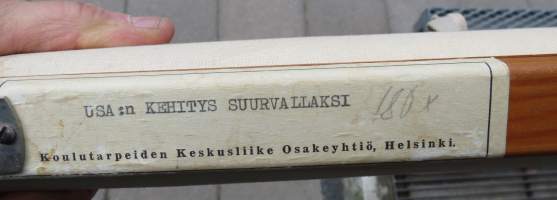 USA:n KEHITYS SUURVALLAKSI
Koulutarpeiden Keskusliike Osakeyhtiö, Helsinki.